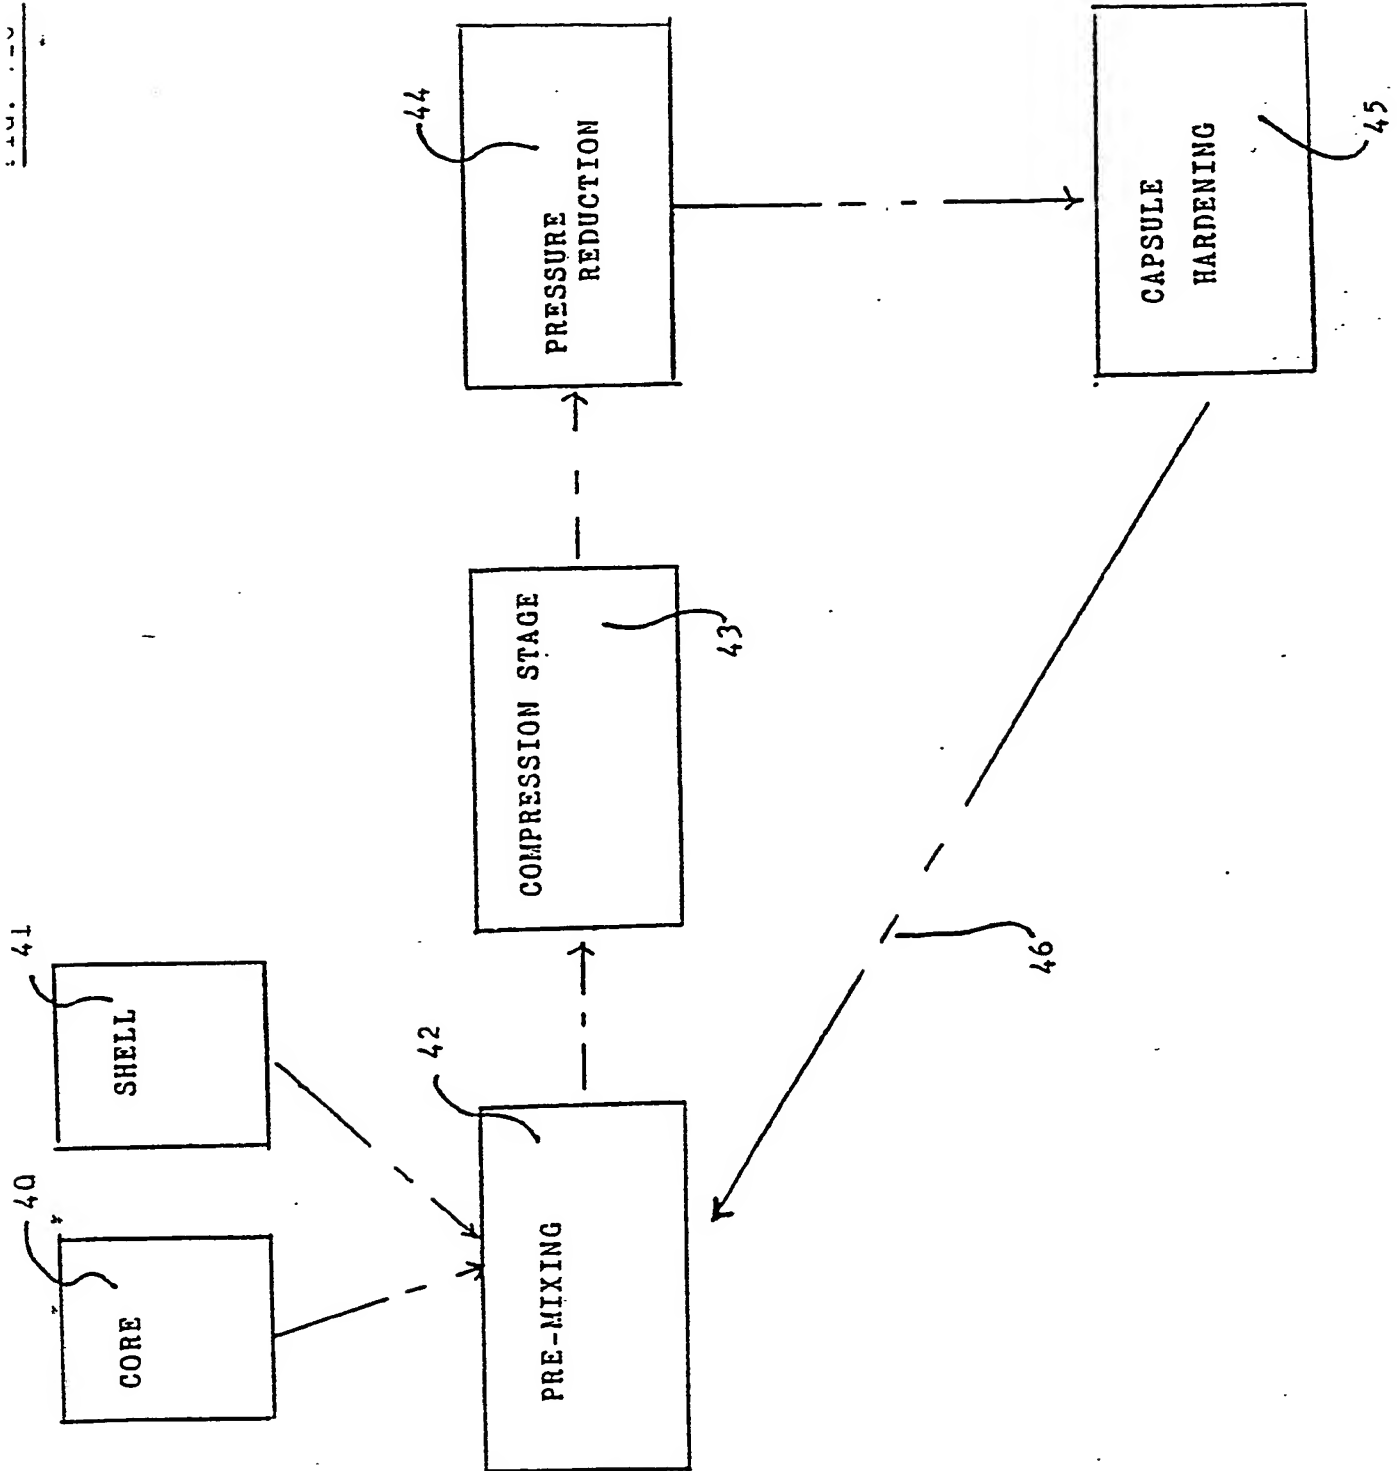 40
41
CORE
SHELL
42
44
PRE-MIXING
COMPRESSION STAGE
PRESSURE
REDUCTION
43
46
CAPSULE
HARDENING
45